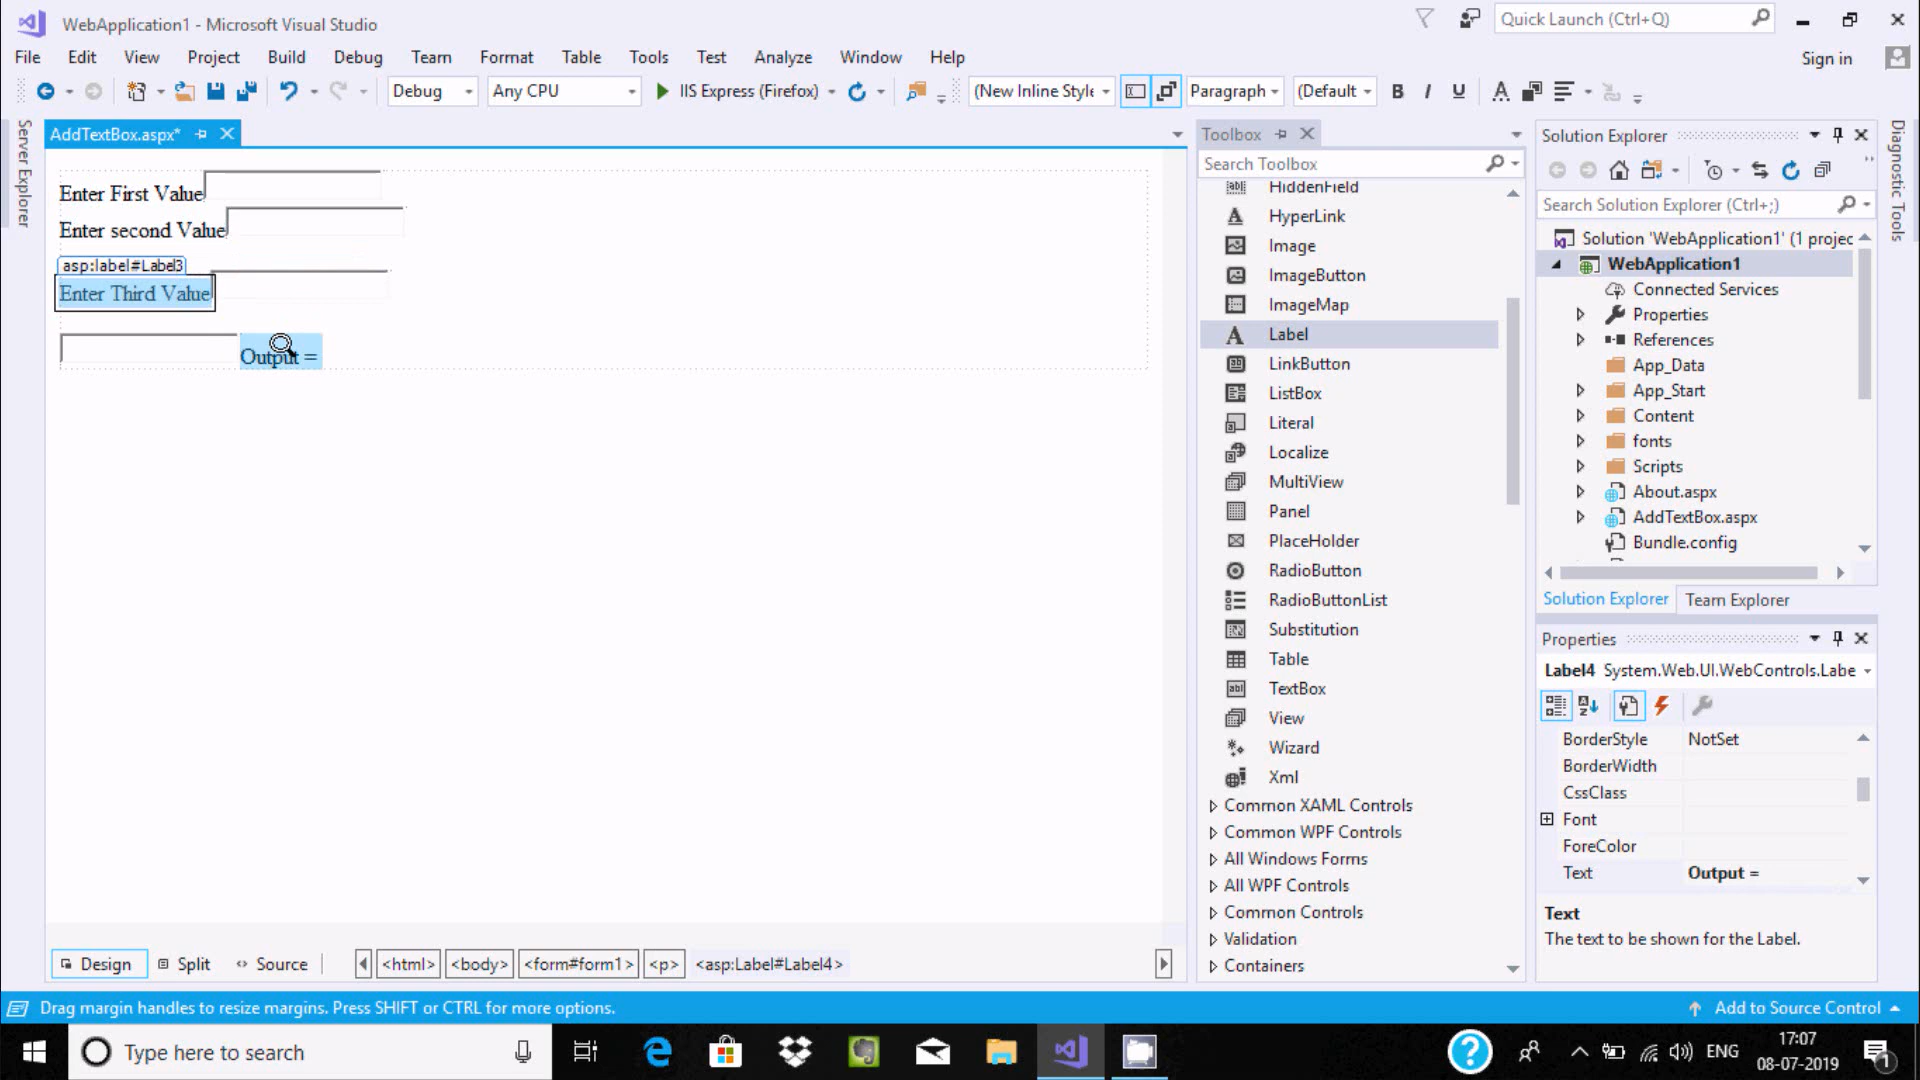 WebApplication1 - Microsoft Visual Studio
Quick Launch (Ctrl+Q)
File Edit View Project Build Debug Team Format Table Tools Test Analyze Window Help
Sign in
Debug Any CPU IIS Express (Firefox) (New Inline Style Paragraph (Default B I U A
Server Explorer
AddTextBox.aspx*
Enter First Value
Enter second Value
asp:label#Label3
Enter Third Value
Output =
Design Split Source <html> <body> <form#form1> <p> <asp:Label#Label4>
Toolbox
Search Toolbox
HiddenField
HyperLink
Image
ImageButton
ImageMap
Label
LinkButton
ListBox
Literal
Localize
MultiView
Panel
PlaceHolder
RadioButton
RadioButtonList
Substitution
Table
TextBox
View
Wizard
Xml
Common XAML Controls
Common WPF Controls
All Windows Forms
All WPF Controls
Common Controls
Validation
Containers
Solution Explorer
Search Solution Explorer (Ctrl+;)
Solution 'WebApplication1' (1 projec
WebApplication1
Connected Services
Properties
References
App_Data
App_Start
Content
fonts
Scripts
About.aspx
AddTextBox.aspx
Bundle.config
Solution Explorer Team Explorer
Properties
Label4 System.Web.UI.WebControls.Labe
BorderStyle NotSet
BorderWidth
CssClass
Font
ForeColor
Text Output =
Text
The text to be shown for the Label.
Diagnostic Tools
Drag margin handles to resize margins. Press SHIFT or CTRL for more options.
Add to Source Control
Type here to search
ENG
17:07
08-07-2019
1